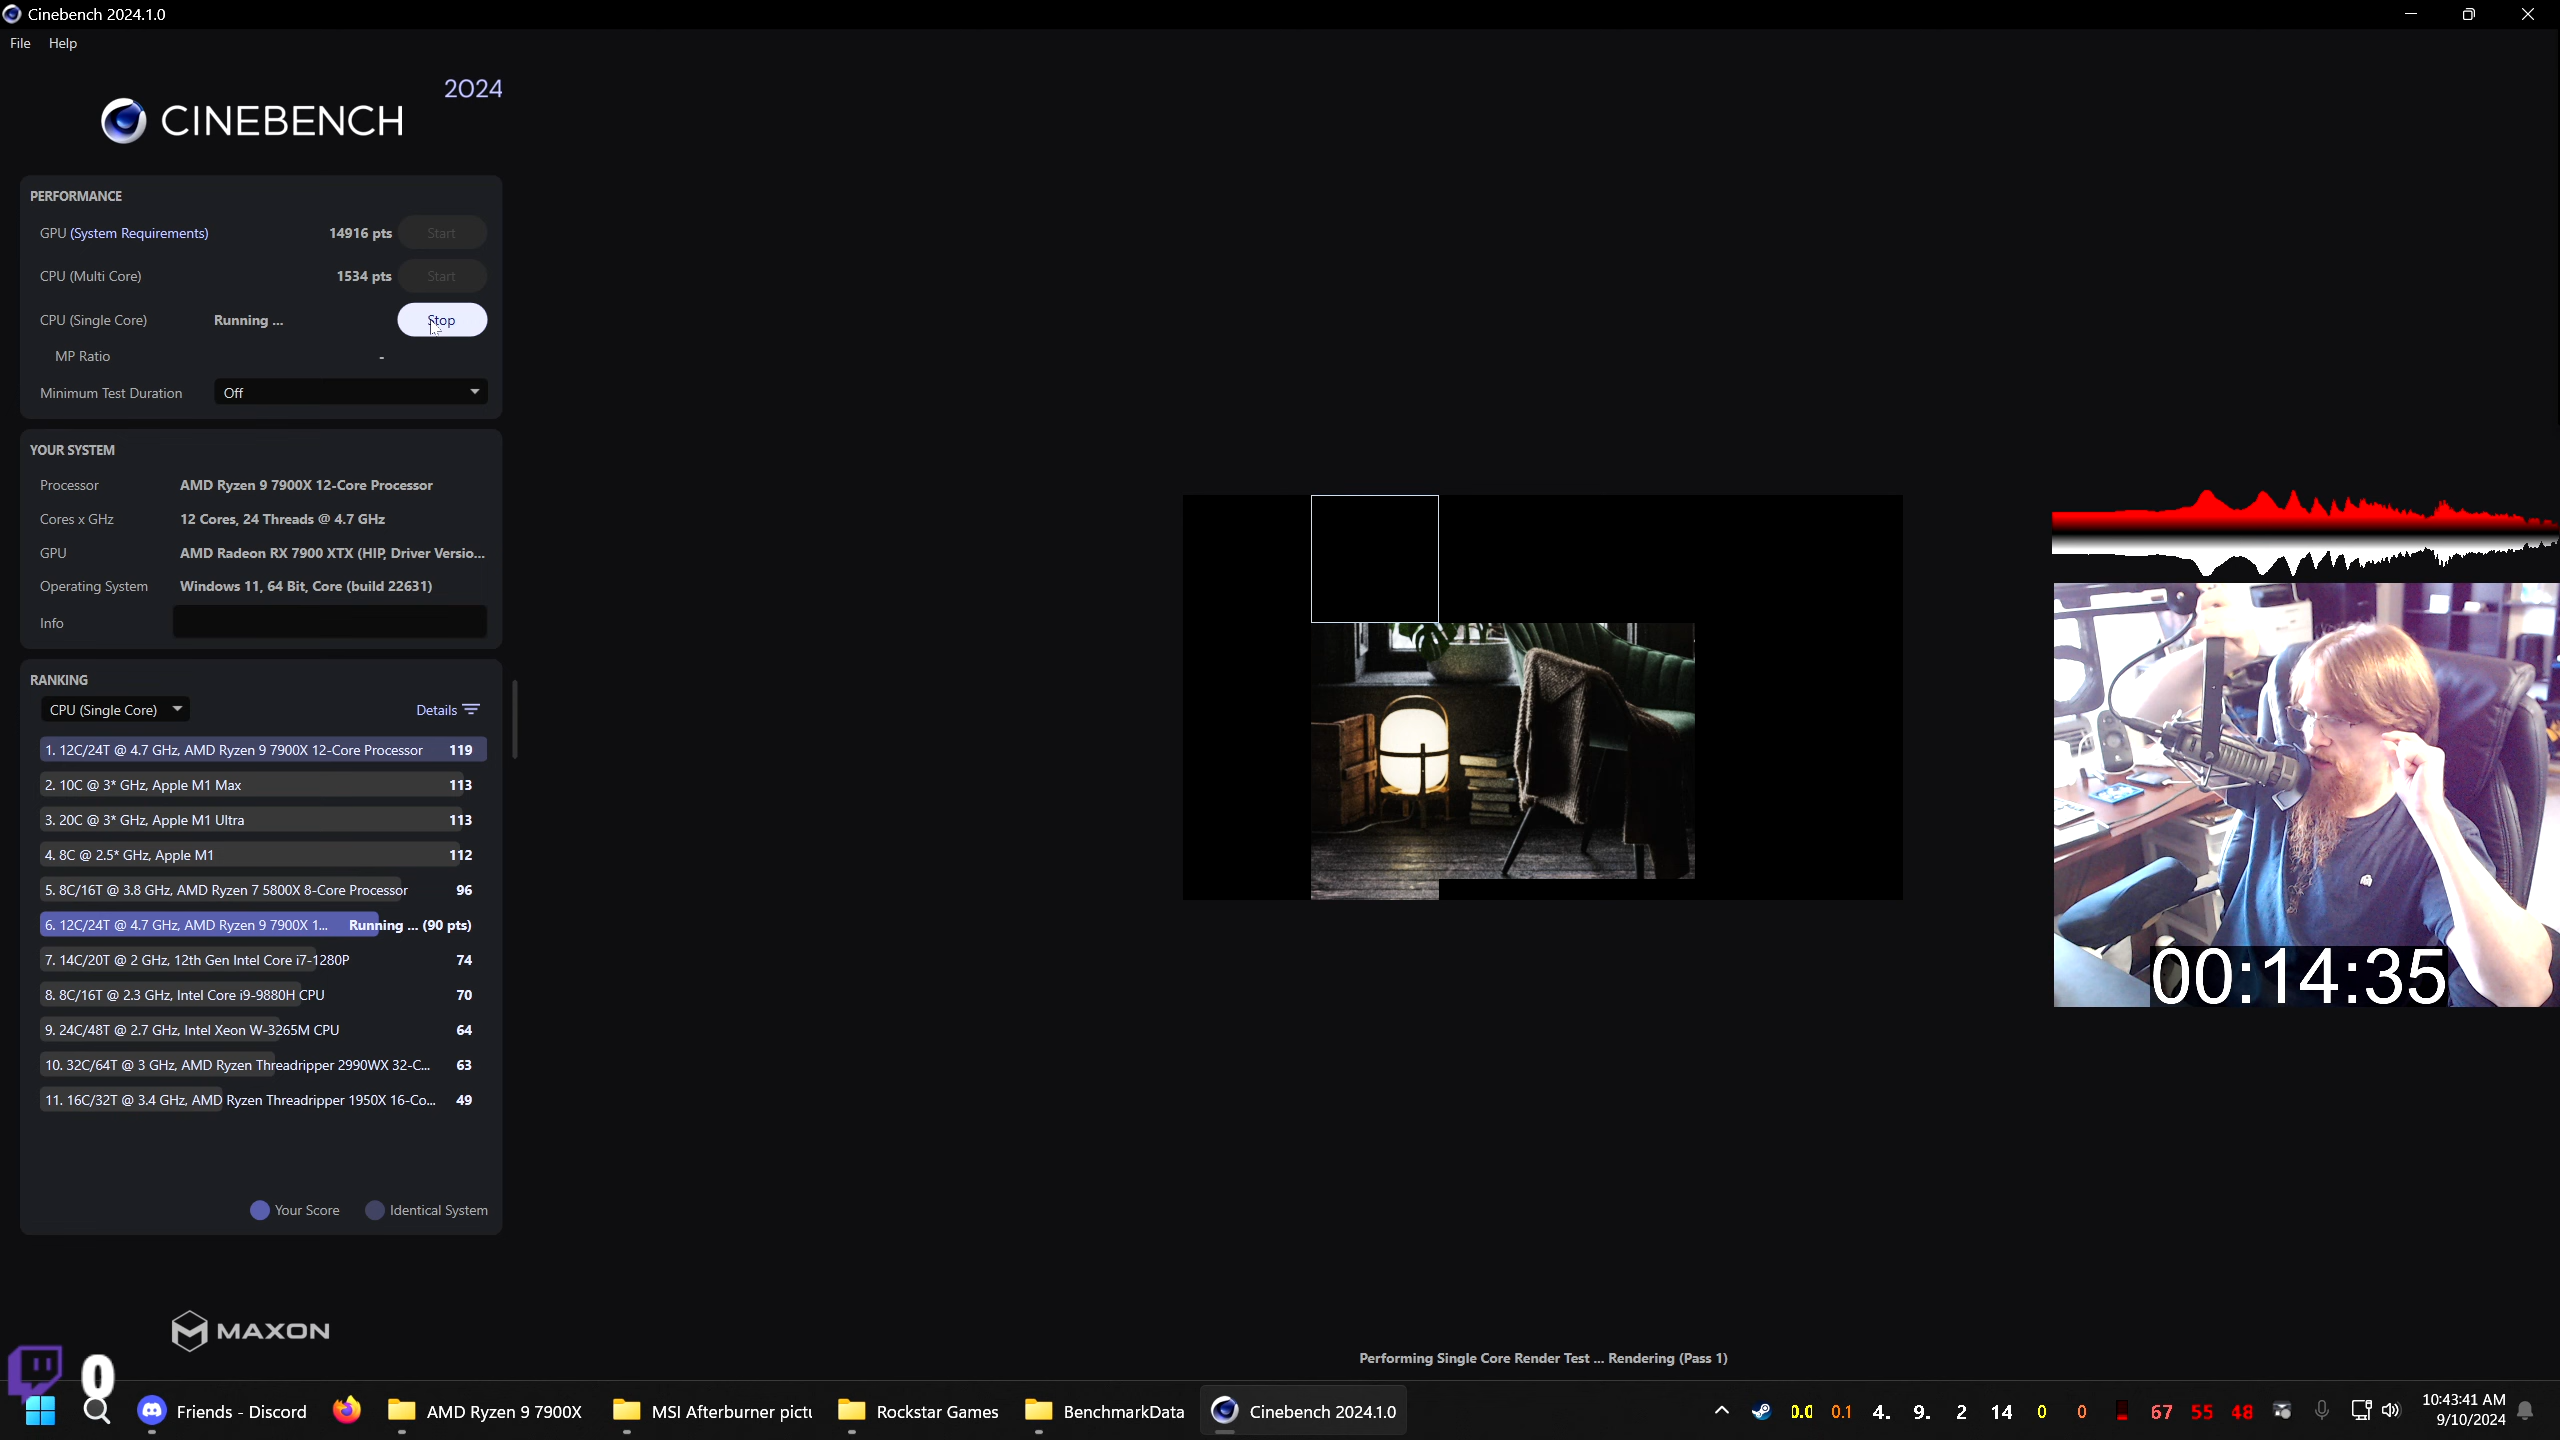 Cinebench 2024.1.0
File Help
2024
CINEBENCH
PERFORMANCE
GPU (System Requirements) 14916 pts Start
CPU (Multi Core) 1534 pts Start
CPU (Single Core) Running ... Stop
MP Ratio -
Minimum Test Duration Off
YOUR SYSTEM
Processor AMD Ryzen 9 7900X 12-Core Processor
Cores x GHz 12 Cores, 24 Threads @ 4.7 GHz
GPU AMD Radeon RX 7900 XTX (HIP, Driver Versio...
Operating System Windows 11, 64 Bit, Core (build 22631)
Info
RANKING
CPU (Single Core) Details
1. 12C/24T @ 4.7 GHz, AMD Ryzen 9 7900X 12-Core Processor 119
2. 10C @ 3* GHz, Apple M1 Max 113
3. 20C @ 3* GHz, Apple M1 Ultra 113
4. 8C @ 2.5* GHz, Apple M1 112
5. 8C/16T @ 3.8 GHz, AMD Ryzen 7 5800X 8-Core Processor 96
6. 12C/24T @ 4.7 GHz, AMD Ryzen 9 7900X 1... Running ... (90 pts)
7. 14C/20T @ 2 GHz, 12th Gen Intel Core i7-1280P 74
8. 8C/16T @ 2.3 GHz, Intel Core i9-9880H CPU 70
9. 24C/48T @ 2.7 GHz, Intel Xeon W-3265M CPU 64
10. 32C/64T @ 3 GHz, AMD Ryzen Threadripper 2990WX 32-C... 63
11. 16C/32T @ 3.4 GHz, AMD Ryzen Threadripper 1950X 16-Co... 49
Your Score Identical System
00:14:35
MAXON
Performing Single Core Render Test ... Rendering (Pass 1)
0
Friends - Discord AMD Ryzen 9 7900X MSI Afterburner pictu Rockstar Games BenchmarkData Cinebench 2024.1.0 0.0 0.1 4. 9. 2 14 0 0 67 55 48 10:43:41 AM
9/10/2024